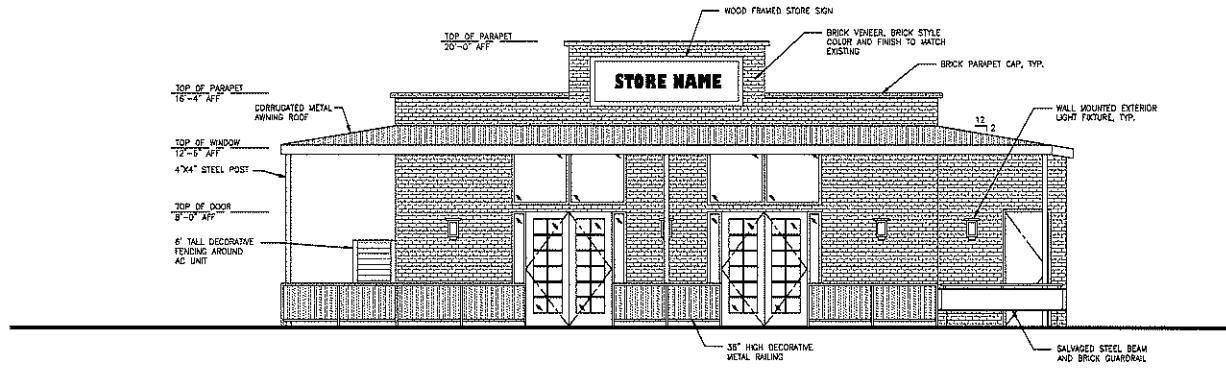 WOOD FRAMED STORE SIGN
TOP OF PARAPET
20'-0" AFF
BRICK VENEER, BRICK STYLE
COLOR AND FINISH TO MATCH
EXISTING
BRICK PARAPET CAP, TYP.
STORE NAME
TOP OF PARAPET
16'-4" AFF
CORRUGATED METAL
AWNING ROOF
WALL MOUNTED EXTERIOR
LIGHT FIXTURE, TYP.
12
2
TOP OF WINDOW
12'-6" AFF
4"X4" STEEL POST
TOP OF DOOR
8'-0" AFF
6' TALL DECORATIVE
FENCING AROUND
AC UNIT
36" HIGH DECORATIVE
METAL RAILING
SALVAGED STEEL BEAM
AND BRICK GUARDRAIL